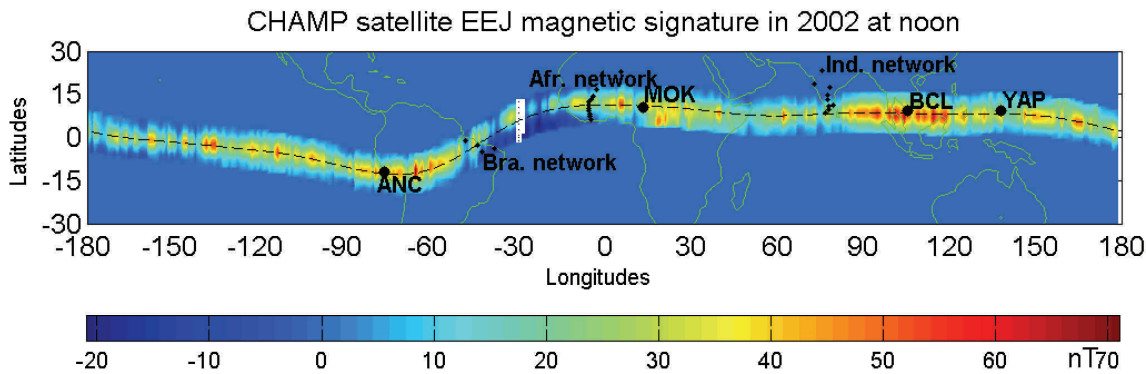 CHAMP satellite EEJ magnetic signature in 2002 at noon
30
15
0
-15
-30
Latitudes
Afr. network
MOK
Ind. network
BCL
YAP
Bra. network
ANC
-180 -150 -120 -90 -60 -30 0 30 60 90 120 150 180
Longitudes
-20 -10 0 10 20 30 40 50 60 nT 70